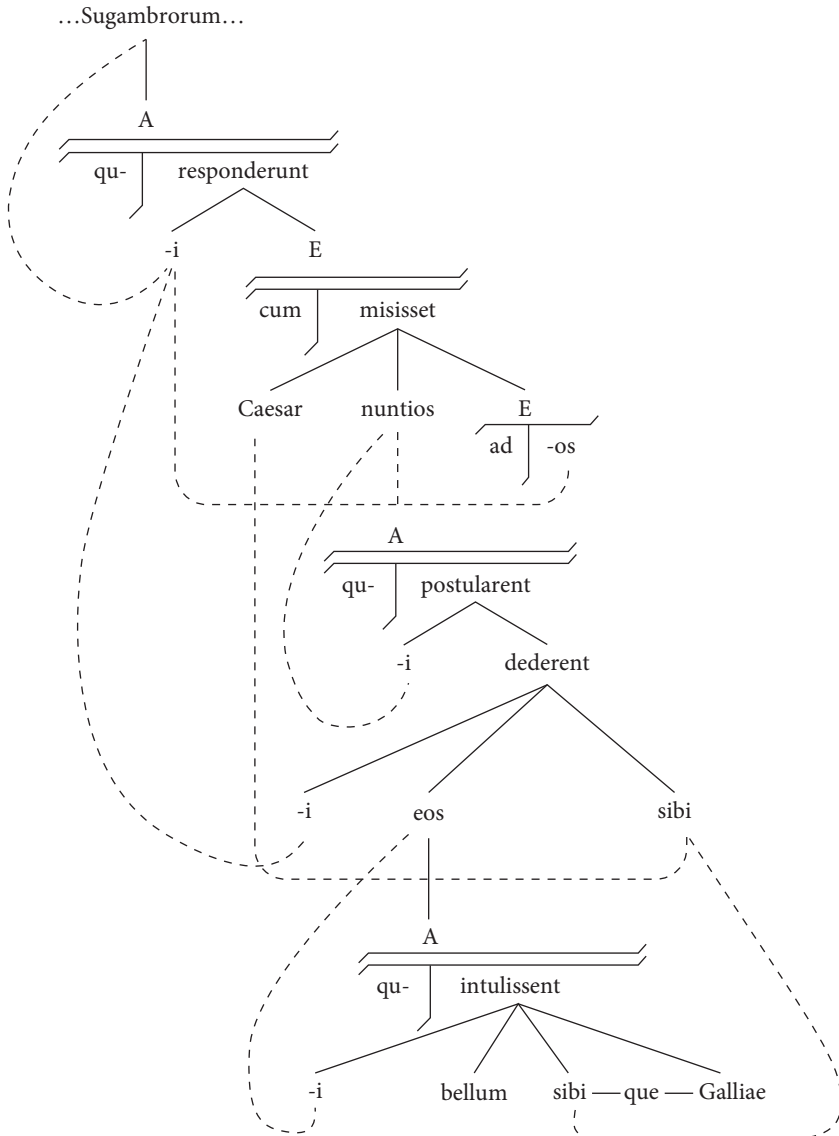 …Sugambrorum…
A
qu- responderunt
-i E
cum misisset
Caesar nuntios E
ad -os
A
qu- postularent
-i dederent
-i eos sibi
A
qu- intulissent
-i bellum sibi que Galliae